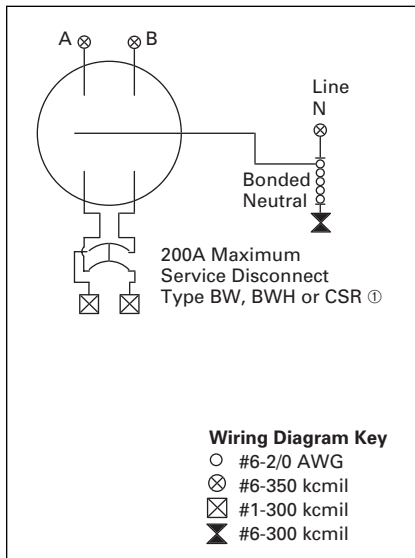 A
B
Line
N
Bonded
Neutral
200A Maximum
Service Disconnect
Type BW, BWH or CSR ①
Wiring Diagram Key
#6-2/0 AWG
#6-350 kcmil
#1-300 kcmil
#6-300 kcmil